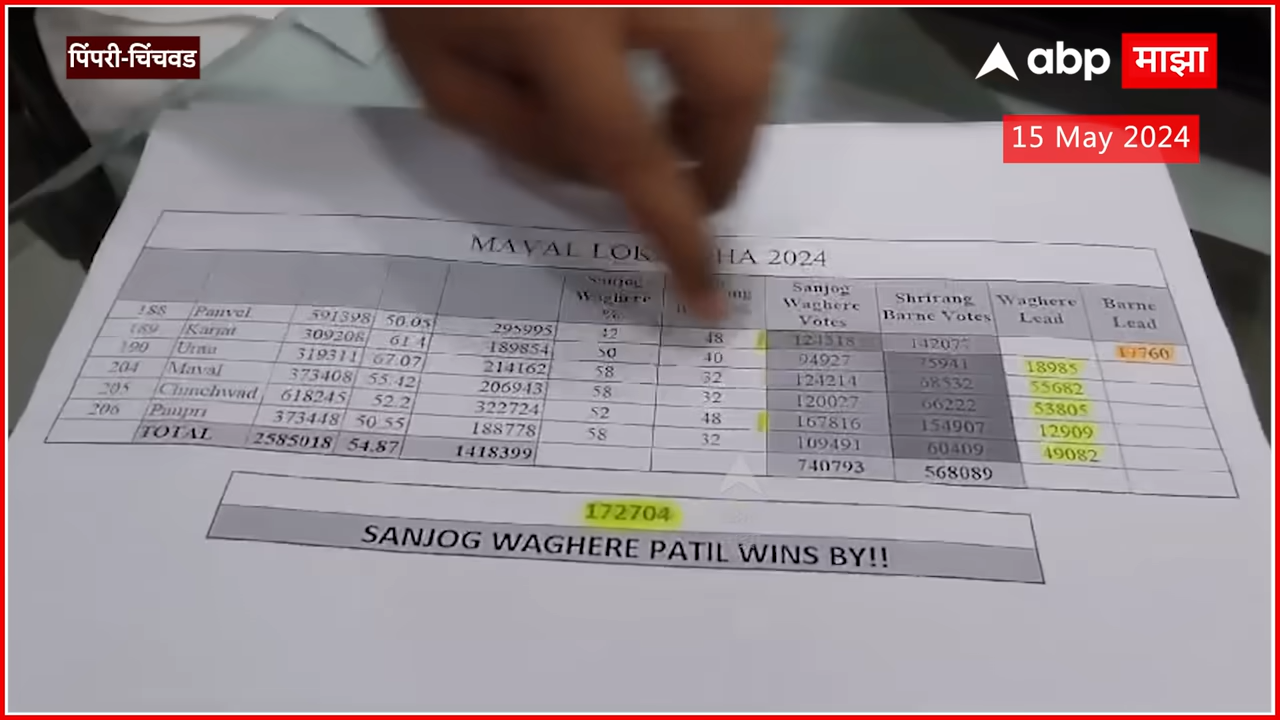 पिंपरी-चिंचवड
abp माझा
15 May 2024
MAVAL LOK HA 2024
Sanjog Waghere % Sanjog Waghere Votes Shrirang Barne Votes Waghere Lead Barne Lead
188 Panvel 591398 50.05 295995 42 48 124318 142077
189 Karjat 309208 61.4 189854 50 40 94927 75941 18985
190 Uran 319311 67.07 214162 58 32 124214 68532 55682
204 Maval 373408 55.42 206943 58 32 120027 66222 53805
205 Chinchwad 618245 52.2 322724 52 48 167816 154907 12909
206 373448 50.55 188778 58 32 109491 60409 49082
TOTAL 2585018 54.87 1418399 740793 568089
172704
SANJOG WAGHERE PATIL WINS BY!!